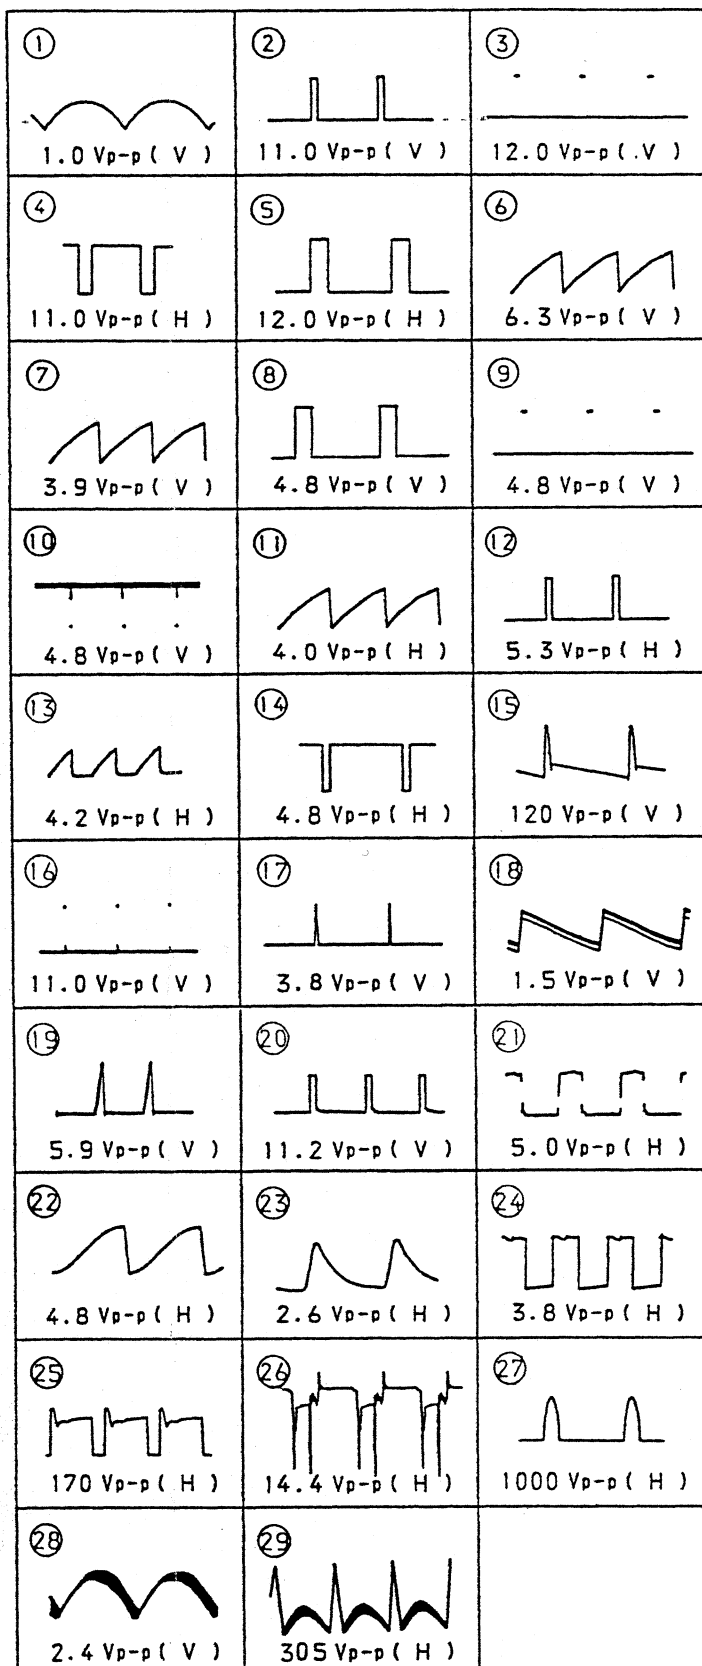 ① ② ③
1.0 Vp-p ( V ) 11.0 Vp-p ( V ) 12.0 Vp-p ( .V )
④ ⑤ ⑥
11.0 Vp-p ( H ) 12.0 Vp-p ( H ) 6.3 Vp-p ( V )
⑦ ⑧ ⑨
3.9 Vp-p ( V ) 4.8 Vp-p ( V ) 4.8 Vp-p ( V )
⑩ ⑪ ⑫
4.8 Vp-p ( V ) 4.0 Vp-p ( H ) 5.3 Vp-p ( H )
⑬ ⑭ ⑮
4.2 Vp-p ( H ) 4.8 Vp-p ( H ) 120 Vp-p ( V )
⑯ ⑰ ⑱
11.0 Vp-p ( V ) 3.8 Vp-p ( V ) 1.5 Vp-p ( V )
⑲ ⑳ ㉑
5.9 Vp-p ( V ) 11.2 Vp-p ( V ) 5.0 Vp-p ( H )
㉒ ㉓ ㉔
4.8 Vp-p ( H ) 2.6 Vp-p ( H ) 3.8 Vp-p ( H )
㉕ ㉖ ㉗
170 Vp-p ( H ) 14.4 Vp-p ( H ) 1000 Vp-p ( H )
㉘ ㉙
2.4 Vp-p ( V ) 305 Vp-p ( H )